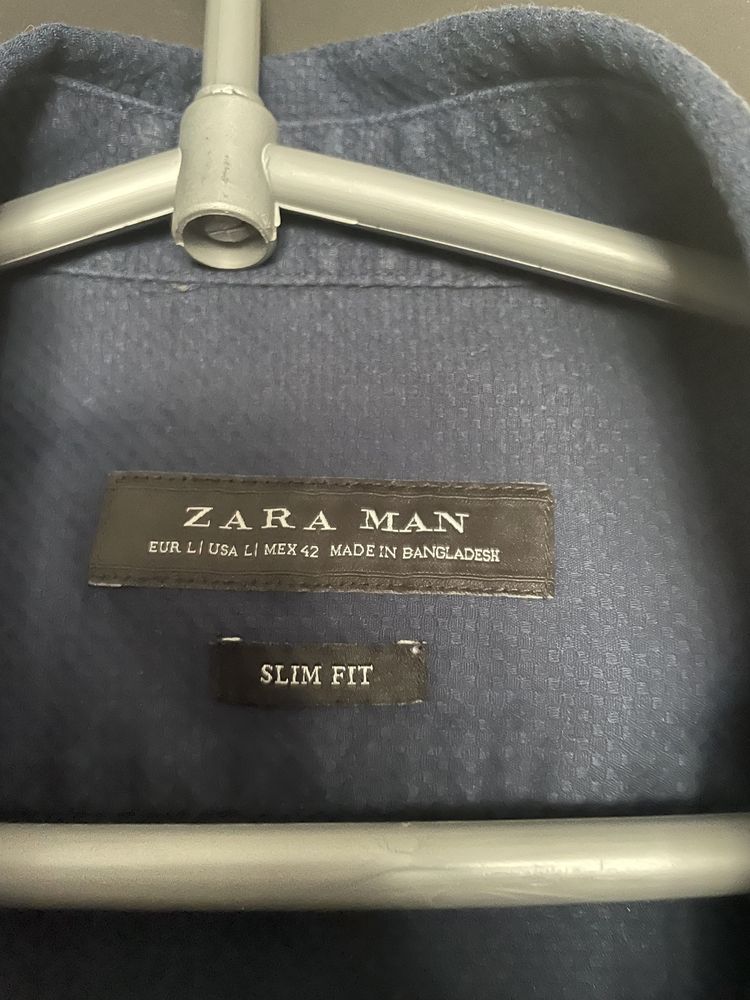 ZARA MAN
EUR L| USA L| MEX 42 MADE IN BANGLADESH
SLIM FIT